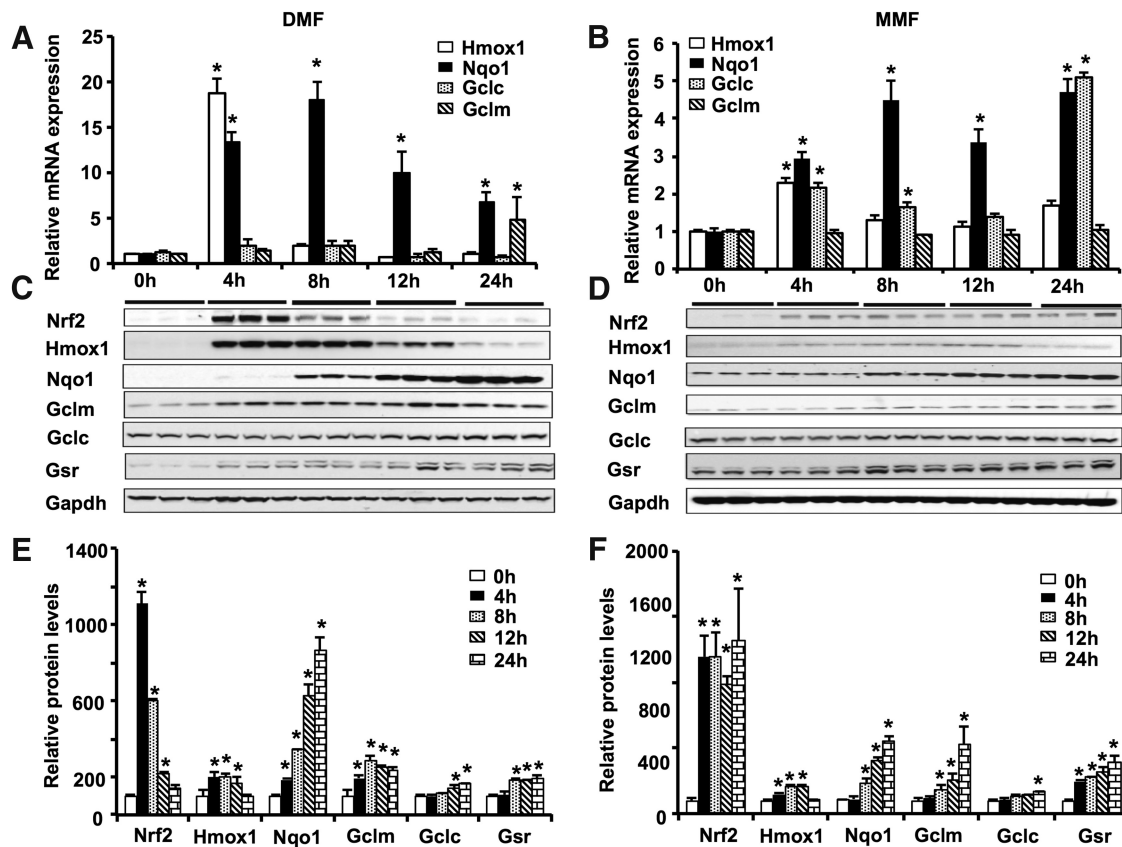 DMF
MMF
A
25
20
15
10
5
0
Relative mRNA expression
Hmox1
Nqo1
Gclc
Gclm
* * * * * *
0h 4h 8h 12h 24h
B
6
5
4
3
2
1
0
Relative mRNA expression
Hmox1
Nqo1
Gclc
Gclm
* * * * * * * *
0h 4h 8h 12h 24h
C
Nrf2
Hmox1
Nqo1
Gclm
Gclc
Gsr
Gapdh
D
Nrf2
Hmox1
Nqo1
Gclm
Gclc
Gsr
Gapdh
E
1400
1000
600
200
0
Relative protein levels
0h
4h
8h
12h
24h
* * * * * * * * * * * * * * * * * * *
Nrf2 Hmox1 Nqo1 Gclm Gclc Gsr
F
2000
1600
1200
800
400
0
Relative protein levels
0h
4h
8h
12h
24h
* * * * * * * * * * * * * * * * * *
Nrf2 Hmox1 Nqo1 Gclm Gclc Gsr